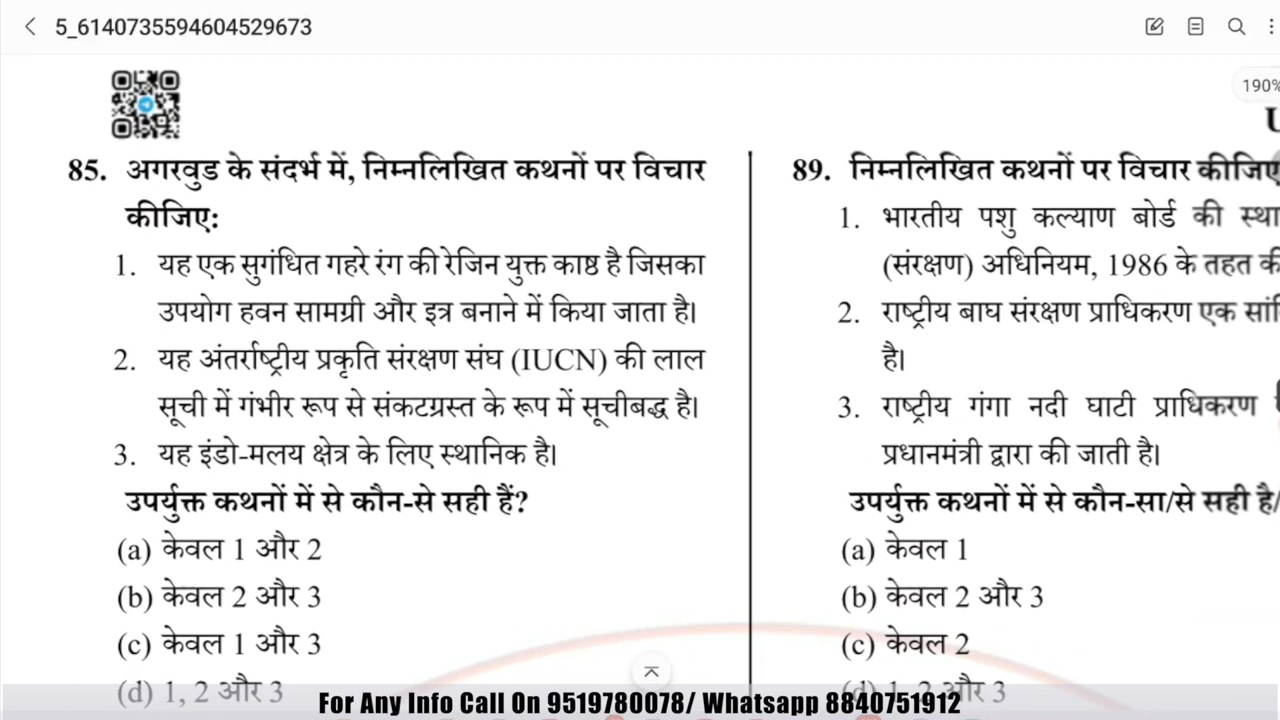 5_6140735594604529673
190%
85. अगरवुड के संदर्भ में, निम्नलिखित कथनों पर विचार
कीजिए:
1. यह एक सुगंधित गहरे रंग की रेजिन युक्त काष्ठ है जिसका
उपयोग हवन सामग्री और इत्र बनाने में किया जाता है।
2. यह अंतर्राष्ट्रीय प्रकृति संरक्षण संघ (IUCN) की लाल
सूची में गंभीर रूप से संकटग्रस्त के रूप में सूचीबद्ध है।
3. यह इंडो-मलय क्षेत्र के लिए स्थानिक है।
उपर्युक्त कथनों में से कौन-से सही हैं?
(a) केवल 1 और 2
(b) केवल 2 और 3
(c) केवल 1 और 3
(d) 1, 2 और 3
89. निम्नलिखित कथनों पर विचार कीजिए
1. भारतीय पशु कल्याण बोर्ड की
(संरक्षण) अधिनियम, 1986 के तहत की
2. राष्ट्रीय बाघ संरक्षण प्राधिकरण एक
है।
3. राष्ट्रीय गंगा नदी घाटी प्राधिकरण
प्रधानमंत्री द्वारा की जाती है।
उपर्युक्त कथनों में से कौन-सा/से सही है/
(a) केवल 1
(b) केवल 2 और 3
(c) केवल 2
(d) 1, 2 और 3
For Any Info Call On 9519780078/ Whatsapp 8840751912